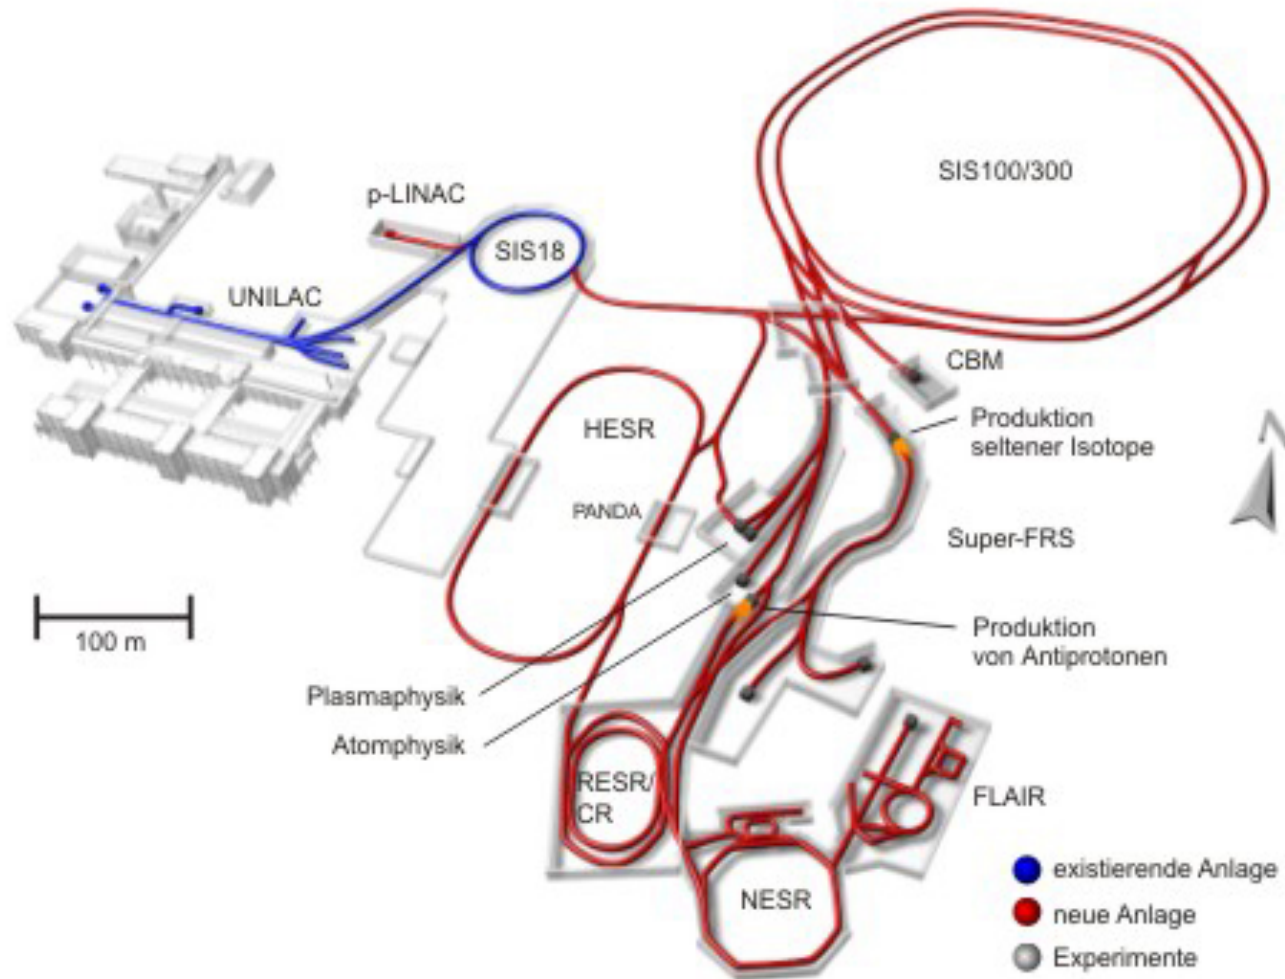 SIS100/300
p-LINAC
SIS18
UNILAC
CBM
HESR
Produktion
seltener Isotope
PANDA
Super-FRS
100 m
Produktion
von Antiprotonen
Plasmaphysik
Atomphysik
RESR/
CR
FLAIR
NESR
existierende Anlage
neue Anlage
Experimente
N